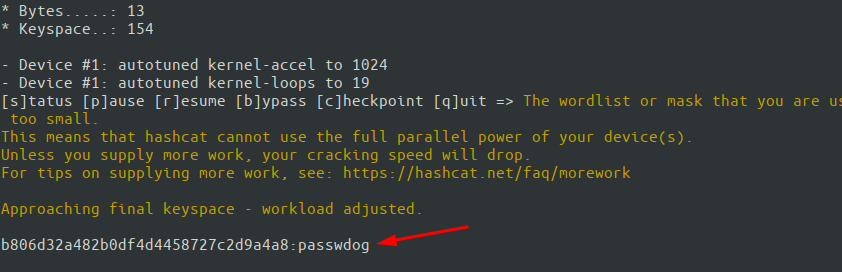 * Bytes.....: 13
* Keyspace..: 154
- Device #1: autotuned kernel-accel to 1024
- Device #1: autotuned kernel-loops to 19
[s]tatus [p]ause [r]esume [b]ypass [c]heckpoint [q]uit => The wordlist or mask that you are us
too small.
This means that hashcat cannot use the full parallel power of your device(s).
Unless you supply more work, your cracking speed will drop.
For tips on supplying more work, see: https://hashcat.net/faq/morework
Approaching final keyspace - workload adjusted.
b806d32a482b0df4d4458727c2d9a4a8:passwdog